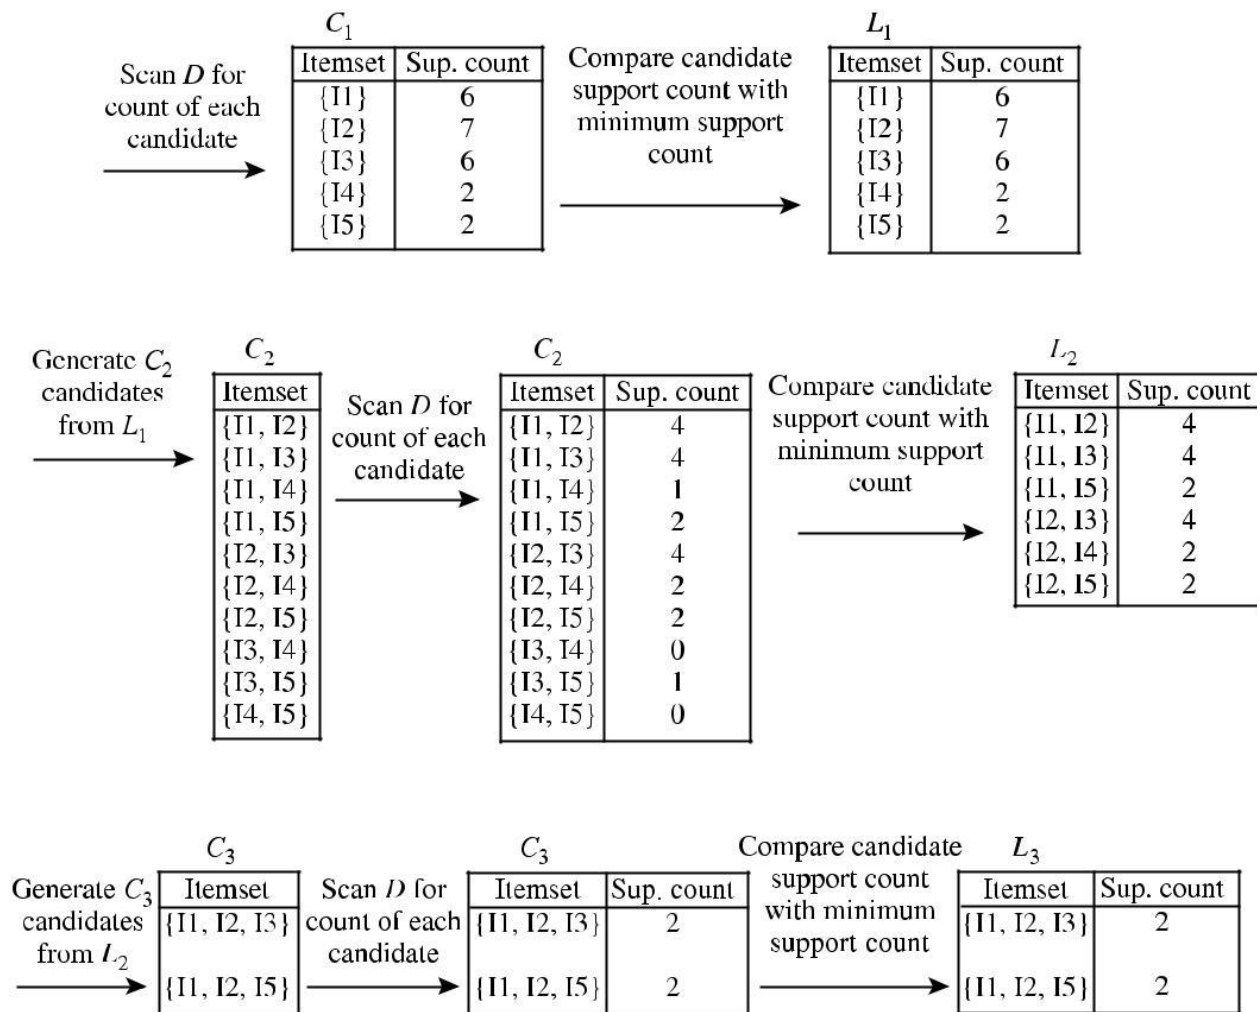 C1
Scan D for
count of each
candidate
Itemset Sup. count
{I1} 6
{I2} 7
{I3} 6
{I4} 2
{I5} 2
Compare candidate
support count with
minimum support
count
L1
Itemset Sup. count
{I1} 6
{I2} 7
{I3} 6
{I4} 2
{I5} 2
Generate C2
candidates
from L1
C2
Itemset
{I1, I2}
{I1, I3}
{I1, I4}
{I1, I5}
{I2, I3}
{I2, I4}
{I2, I5}
{I3, I4}
{I3, I5}
{I4, I5}
Scan D for
count of each
candidate
C2
Itemset Sup. count
{I1, I2} 4
{I1, I3} 4
{I1, I4} 1
{I1, I5} 2
{I2, I3} 4
{I2, I4} 2
{I2, I5} 2
{I3, I4} 0
{I3, I5} 1
{I4, I5} 0
Compare candidate
support count with
minimum support
count
L2
Itemset Sup. count
{I1, I2} 4
{I1, I3} 4
{I1, I5} 2
{I2, I3} 4
{I2, I4} 2
{I2, I5} 2
Generate C3
candidates
from L2
C3
Itemset
{I1, I2, I3}
{I1, I2, I5}
Scan D for
count of each
candidate
C3
Itemset Sup. count
{I1, I2, I3} 2
{I1, I2, I5} 2
Compare candidate
support count
with minimum
support count
L3
Itemset Sup. count
{I1, I2, I3} 2
{I1, I2, I5} 2